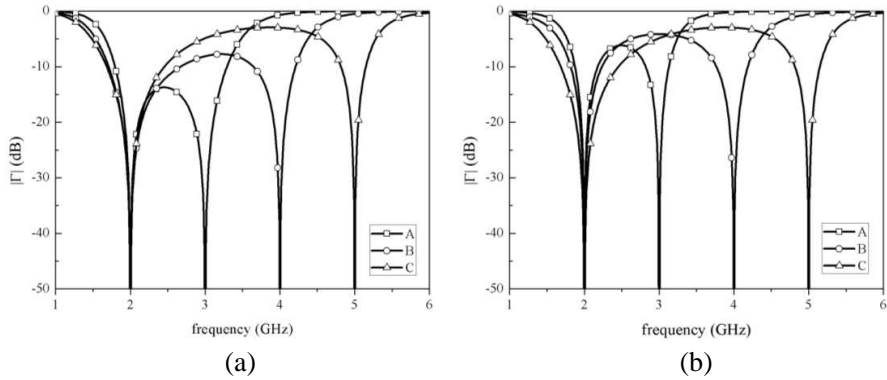 0
-10
-20
-30
-40
-50
|Γ| (dB)
A
B
C
1 2 3 4 5 6
frequency (GHz)
(a)
0
-10
-20
-30
-40
-50
|Γ| (dB)
A
B
C
1 2 3 4 5 6
frequency (GHz)
(b)